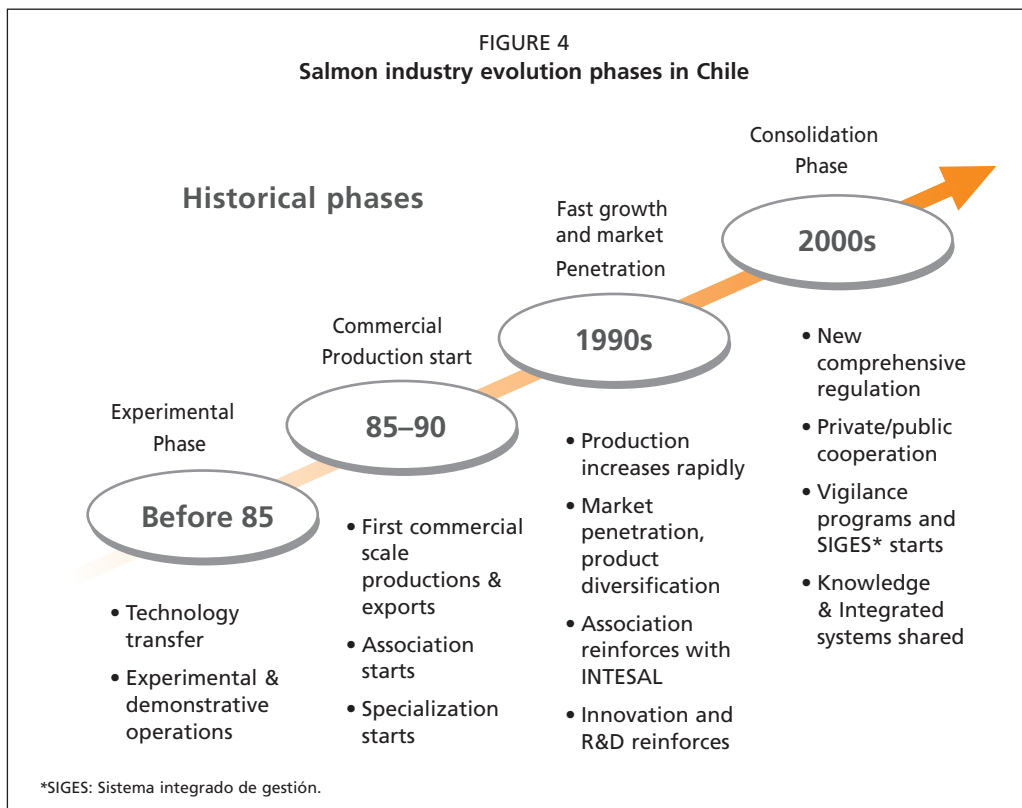 FIGURE 4
Salmon industry evolution phases in Chile
Historical phases
Experimental
Phase
Before 85
• Technology
transfer
• Experimental &
demonstrative
operations
Commercial
Production start
85–90
• First commercial
scale
productions &
exports
• Association
starts
• Specialization
starts
Fast growth
and market
Penetration
1990s
• Production
increases rapidly
• Market
penetration,
product
diversification
• Association
reinforces with
INTESAL
• Innovation and
R&D reinforces
Consolidation
Phase
2000s
• New
comprehensive
regulation
• Private/public
cooperation
• Vigilance
programs and
SIGES* starts
• Knowledge
& Integrated
systems shared
*SIGES: Sistema integrado de gestión.